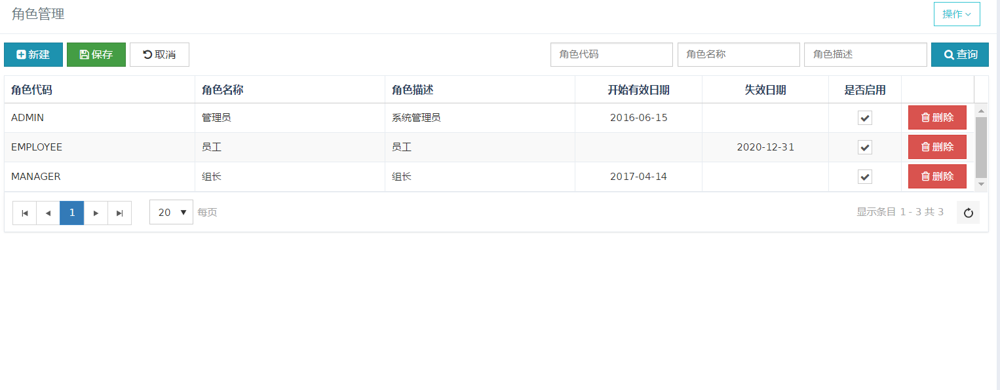 角色管理 操作
新建 保存 取消 角色代码 角色名称 角色描述 查询
角色代码 角色名称 角色描述 开始有效日期 失效日期 是否启用
ADMIN 管理员 系统管理员 2016-06-15 删除
EMPLOYEE 员工 员工 2020-12-31 删除
MANAGER 组长 组长 2017-04-14 删除
1 20 每页 显示条目 1 - 3 共 3